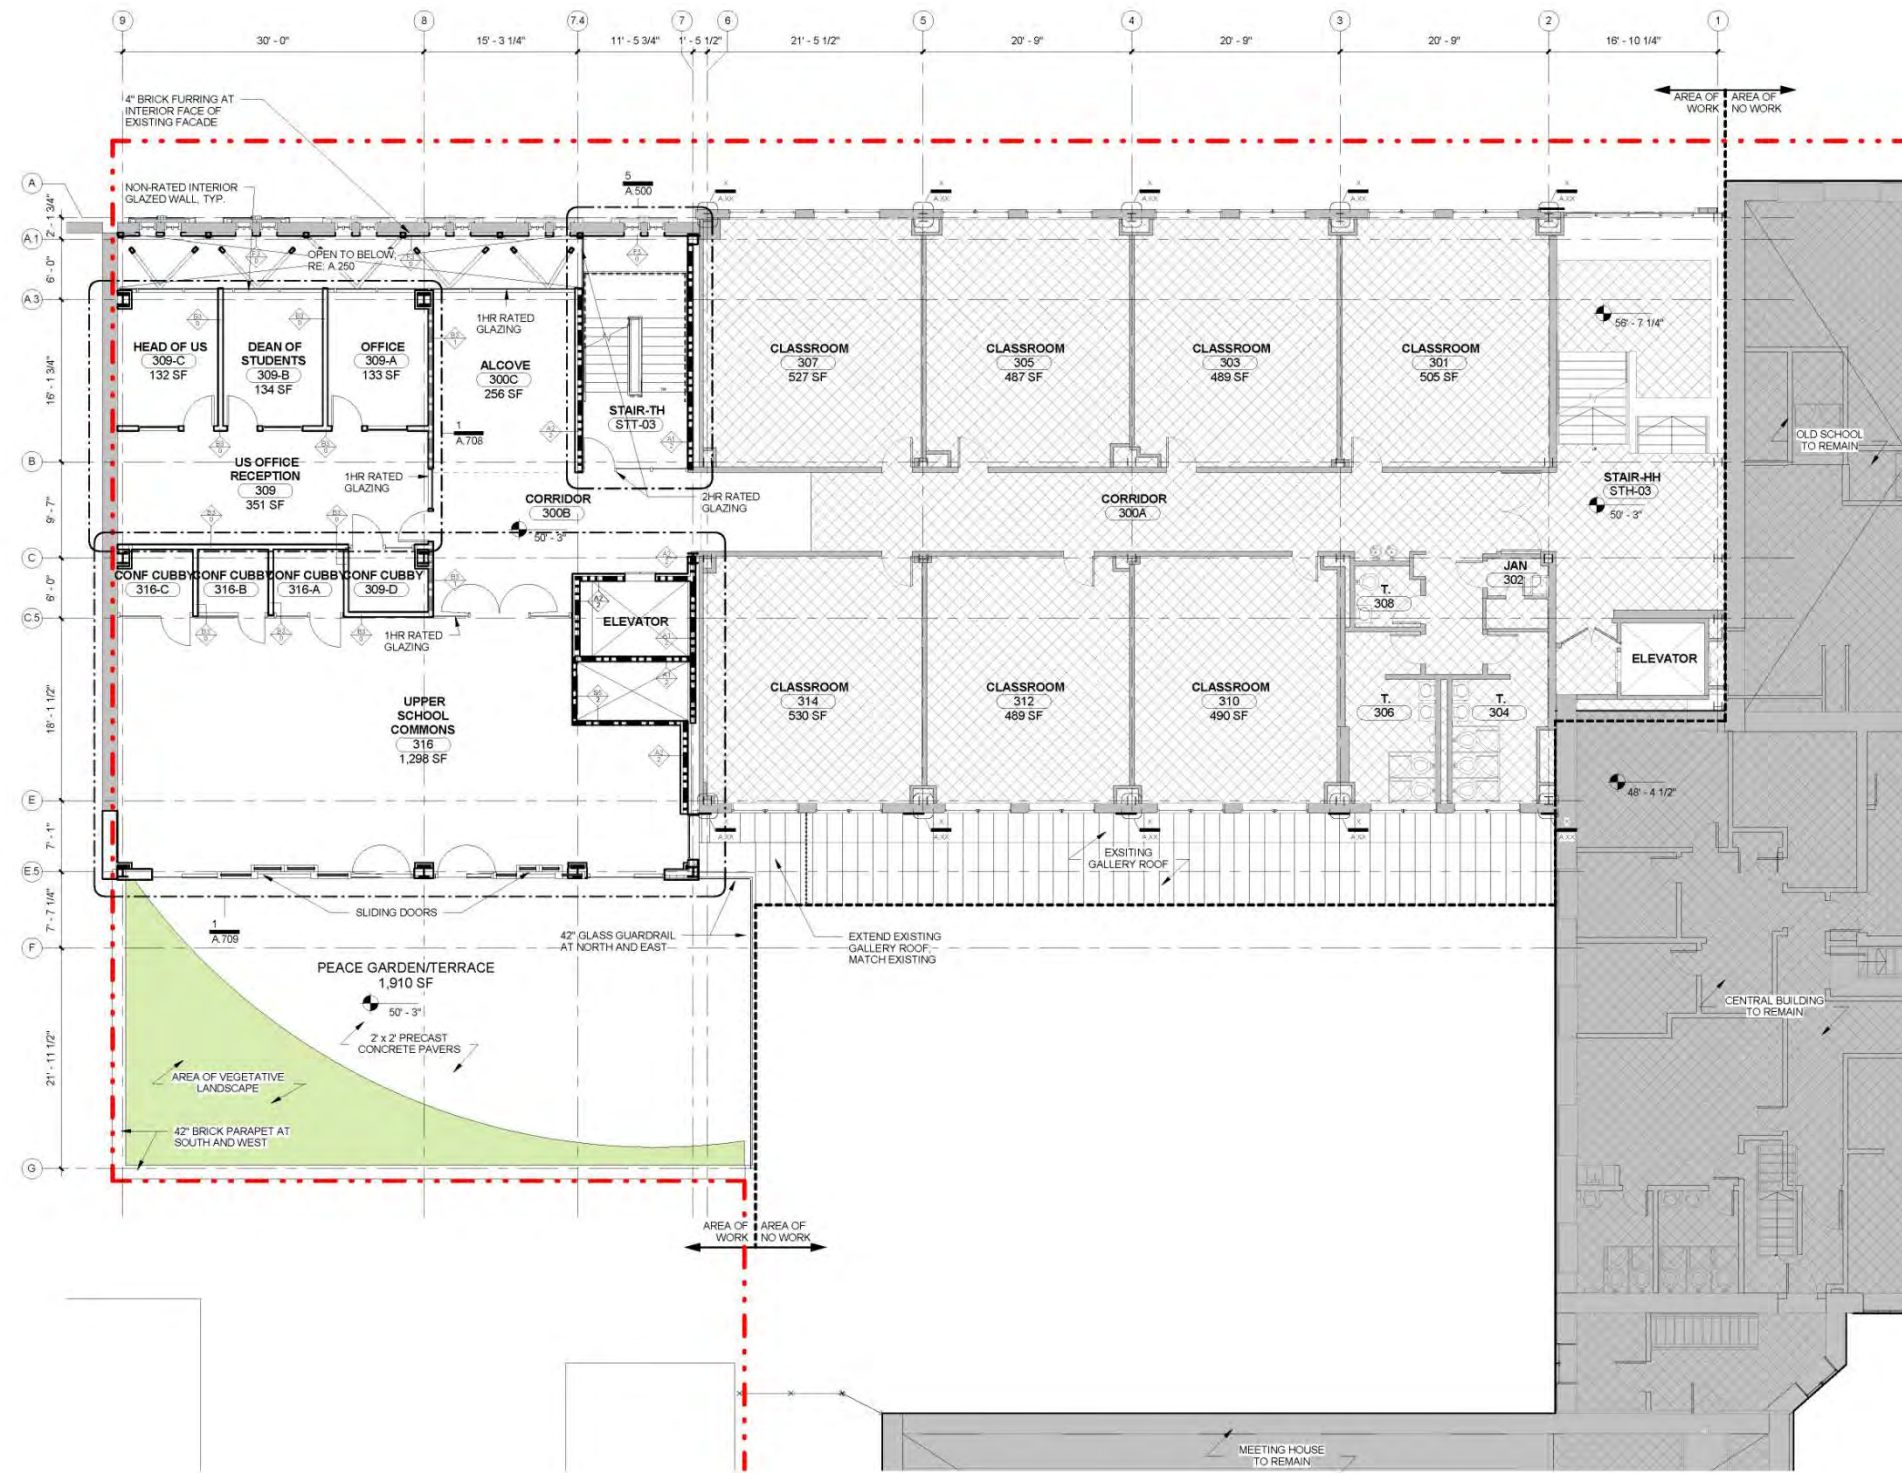 9 8 7.4 7 6 5 4 3 2 1
30' - 0" 15' - 3 1/4" 11' - 5 3/4" 1' - 5 1/2" 21' - 5 1/2" 20' - 9" 20' - 9" 20' - 9" 16' - 10 1/4"
4" BRICK FURRING AT
INTERIOR FACE OF
EXISTING FACADE
AREA OF
WORK
AREA OF
NO WORK
A
A.1
A.3
B
C
C.5
E
E.5
F
G
2' - 1 3/4"
6' - 0"
16' - 1 3/4"
9' - 7"
6' - 0"
18' - 1 1/2"
7' - 1"
7' - 7 1/4"
21' - 11 1/2"
NON-RATED INTERIOR
GLAZED WALL, TYP.
5
A.500
OPEN TO BELOW,
RE: A.250
1HR RATED
GLAZING
HEAD OF US
309-C
132 SF
DEAN OF
STUDENTS
309-B
134 SF
OFFICE
309-A
133 SF
ALCOVE
300C
256 SF
STAIR-TH
STT-03
1
A.708
CLASSROOM
307
527 SF
CLASSROOM
305
487 SF
CLASSROOM
303
489 SF
CLASSROOM
301
505 SF
56' - 7 1/4"
OLD SCHOOL
TO REMAIN
US OFFICE
RECEPTION
309
351 SF
1HR RATED
GLAZING
CORRIDOR
300B
50' - 3"
2HR RATED
GLAZING
CORRIDOR
300A
STAIR-HH
STH-03
50' - 3"
CONF CUBBY
316-C
CONF CUBBY
316-B
CONF CUBBY
316-A
CONF CUBBY
309-D
1HR RATED
GLAZING
ELEVATOR
T.
308
JAN
302
ELEVATOR
UPPER
SCHOOL
COMMONS
316
1,298 SF
CLASSROOM
314
530 SF
CLASSROOM
312
489 SF
CLASSROOM
310
490 SF
T.
306
T.
304
48' - 4 1/2"
EXSITING
GALLERY ROOF
SLIDING DOORS
1
A.709
42" GLASS GUARDRAIL
AT NORTH AND EAST
EXTEND EXISTING
GALLERY ROOF,
MATCH EXISTING
PEACE GARDEN/TERRACE
1,910 SF
50' - 3"
2' x 2' PRECAST
CONCRETE PAVERS
CENTRAL BUILDING
TO REMAIN
AREA OF VEGETATIVE
LANDSCAPE
42" BRICK PARAPET AT
SOUTH AND WEST
AREA OF
WORK
AREA OF
NO WORK
MEETING HOUSE
TO REMAIN